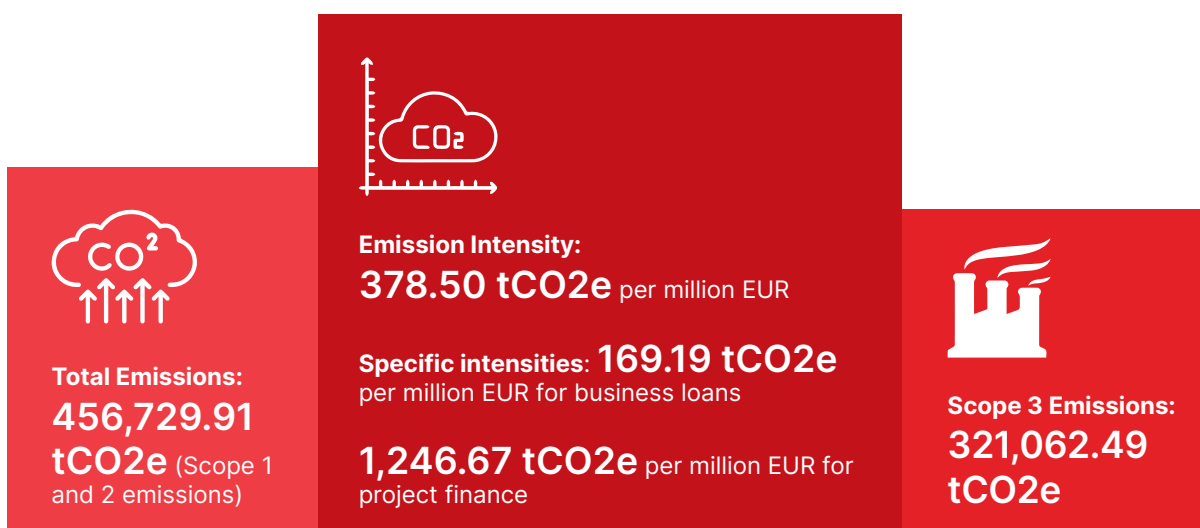 CO²
Total Emissions:
456,729.91
tCO2e (Scope 1
and 2 emissions)
CO₂
Emission Intensity:
378.50 tCO2e per million EUR
Specific intensities: 169.19 tCO2e
per million EUR for business loans
1,246.67 tCO2e per million EUR for
project finance
Scope 3 Emissions:
321,062.49
tCO2e